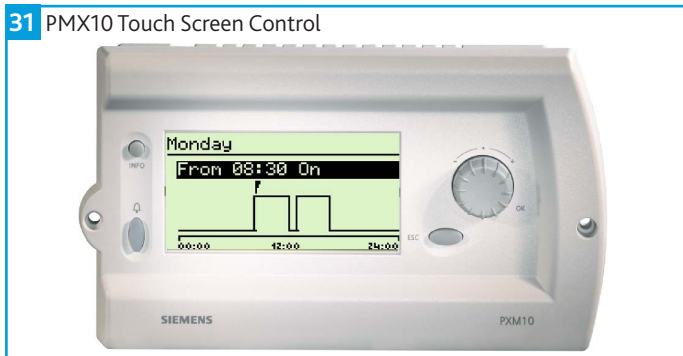 31 PMX10 Touch Screen Control
Monday
From 08:30 On
INFO
OK
ESC
00:00 12:00 24:00
SIEMENS
PXM10